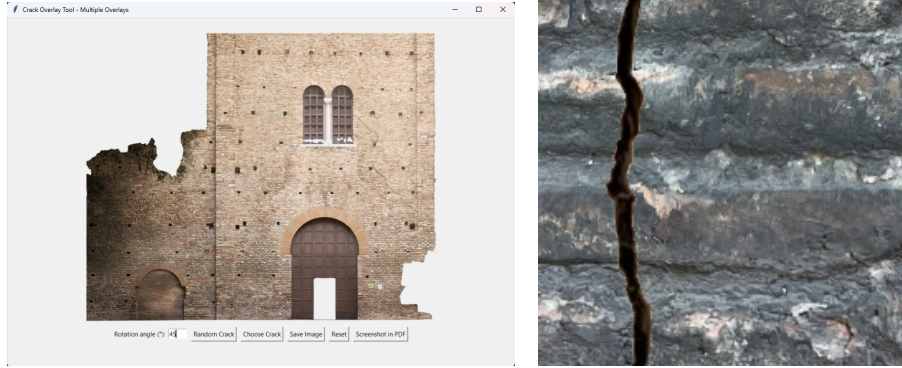 Crack Overlay Tool - Multiple Overlays
Rotation angle (°): 45 Random Crack Choose Crack Save Image Reset Screenshot in PDF